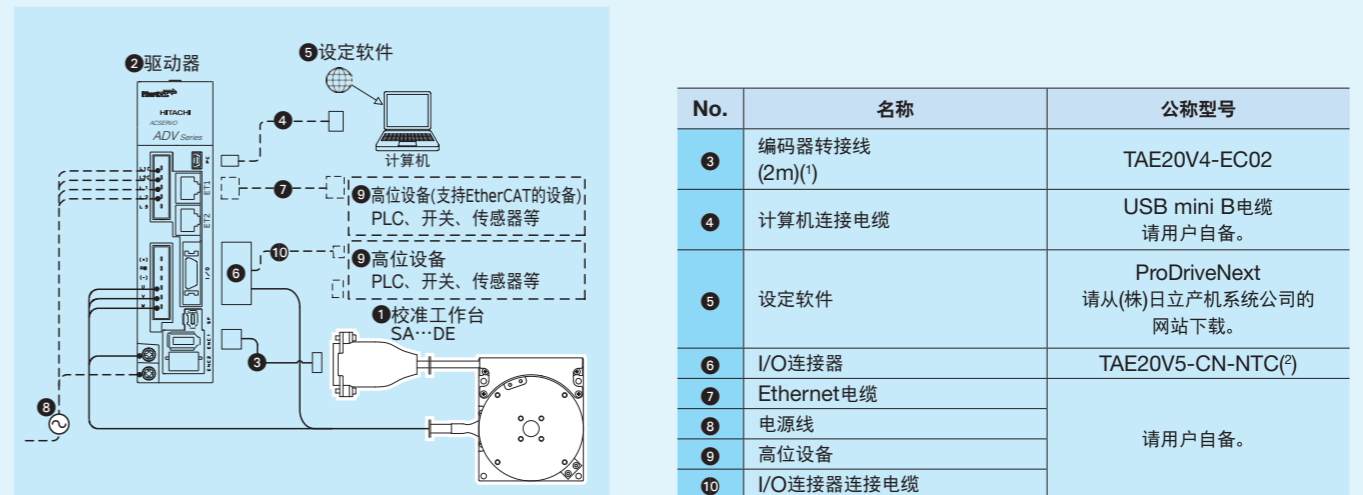 ❺设定软件
❷驱动器
HITACHI
ACSERVO
ADV Series
❹
计算机
PC
ET1
❼
❾高位设备(支持EtherCAT的设备)
PLC、开关、传感器等
ET2
❿
❾高位设备
PLC、开关、传感器等
❻
I/O
❶校准工作台
SA…DE
❸
ENC1
ENC2
❽
No. 名称 公称型号
❸ 编码器转接线 TAE20V4-EC02
(2m)(¹)
❹ 计算机连接电缆 USB mini B电缆
请用户自备。
❺ 设定软件 ProDriveNext
请从(株)日立产机系统公司的
网站下载。
❻ I/O连接器 TAE20V5-CN-NTC(²)
❼ Ethernet电缆
❽ 电源线
请用户自备。
❾ 高位设备
❿ I/O连接器连接电缆